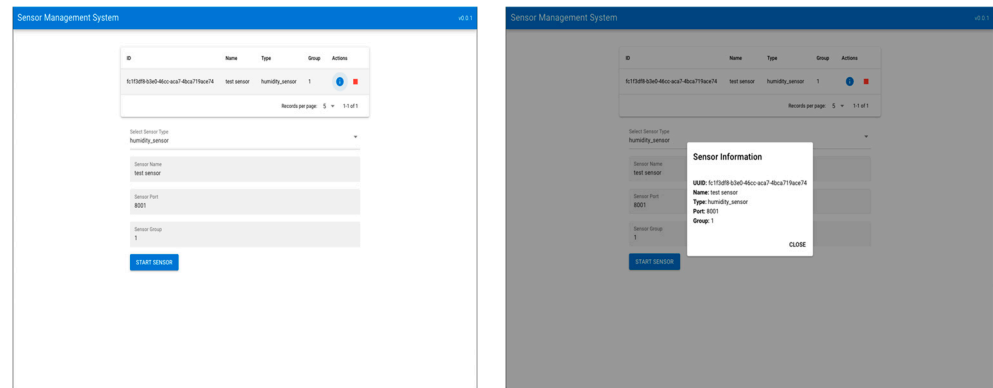 Sensor Management System
v0.0.1
ID Name Type Group Actions
fc1f3df8-b3e0-46cc-aca7-4bca719ace74 test sensor humidity_sensor 1
Records per page: 5 1-1 of 1
Select Sensor Type
humidity_sensor
Sensor Name
test sensor
Sensor Port
8001
Sensor Group
1
START SENSOR
Sensor Management System
v0.0.1
ID Name Type Group Actions
fc1f3df8-b3e0-46cc-aca7-4bca719ace74 test sensor humidity_sensor 1
Records per page: 5 1-1 of 1
Select Sensor Type
humidity_sensor
Sensor Name
test sensor
Sensor Port
8001
Sensor Group
1
START SENSOR
Sensor Information
UUID: fc1f3df8-b3e0-46cc-aca7-4bca719ace74
Name: test sensor
Type: humidity_sensor
Port: 8001
Group: 1
CLOSE